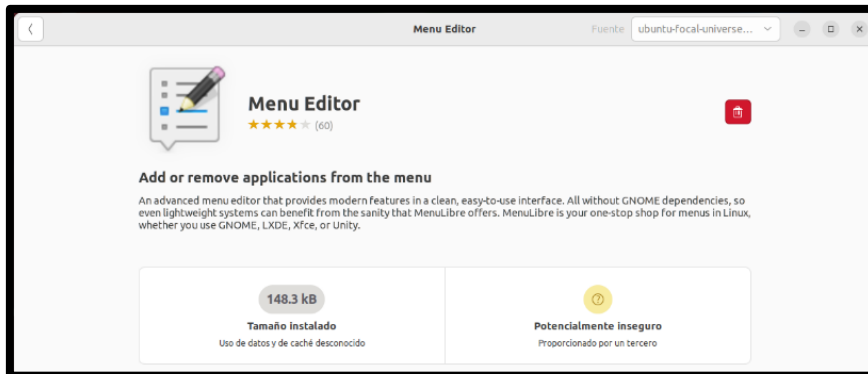 Menu Editor
Fuente
ubuntu-focal-universe...
Menu Editor
(60)
Add or remove applications from the menu
An advanced menu editor that provides modern features in a clean, easy-to-use interface. All without GNOME dependencies, so
even lightweight systems can benefit from the sanity that MenuLibre offers. MenuLibre is your one-stop shop for menus in Linux,
whether you use GNOME, LXDE, Xfce, or Unity.
148.3 kB
Tamaño instalado
Uso de datos y de caché desconocido
Potencialmente inseguro
Proporcionado por un tercero